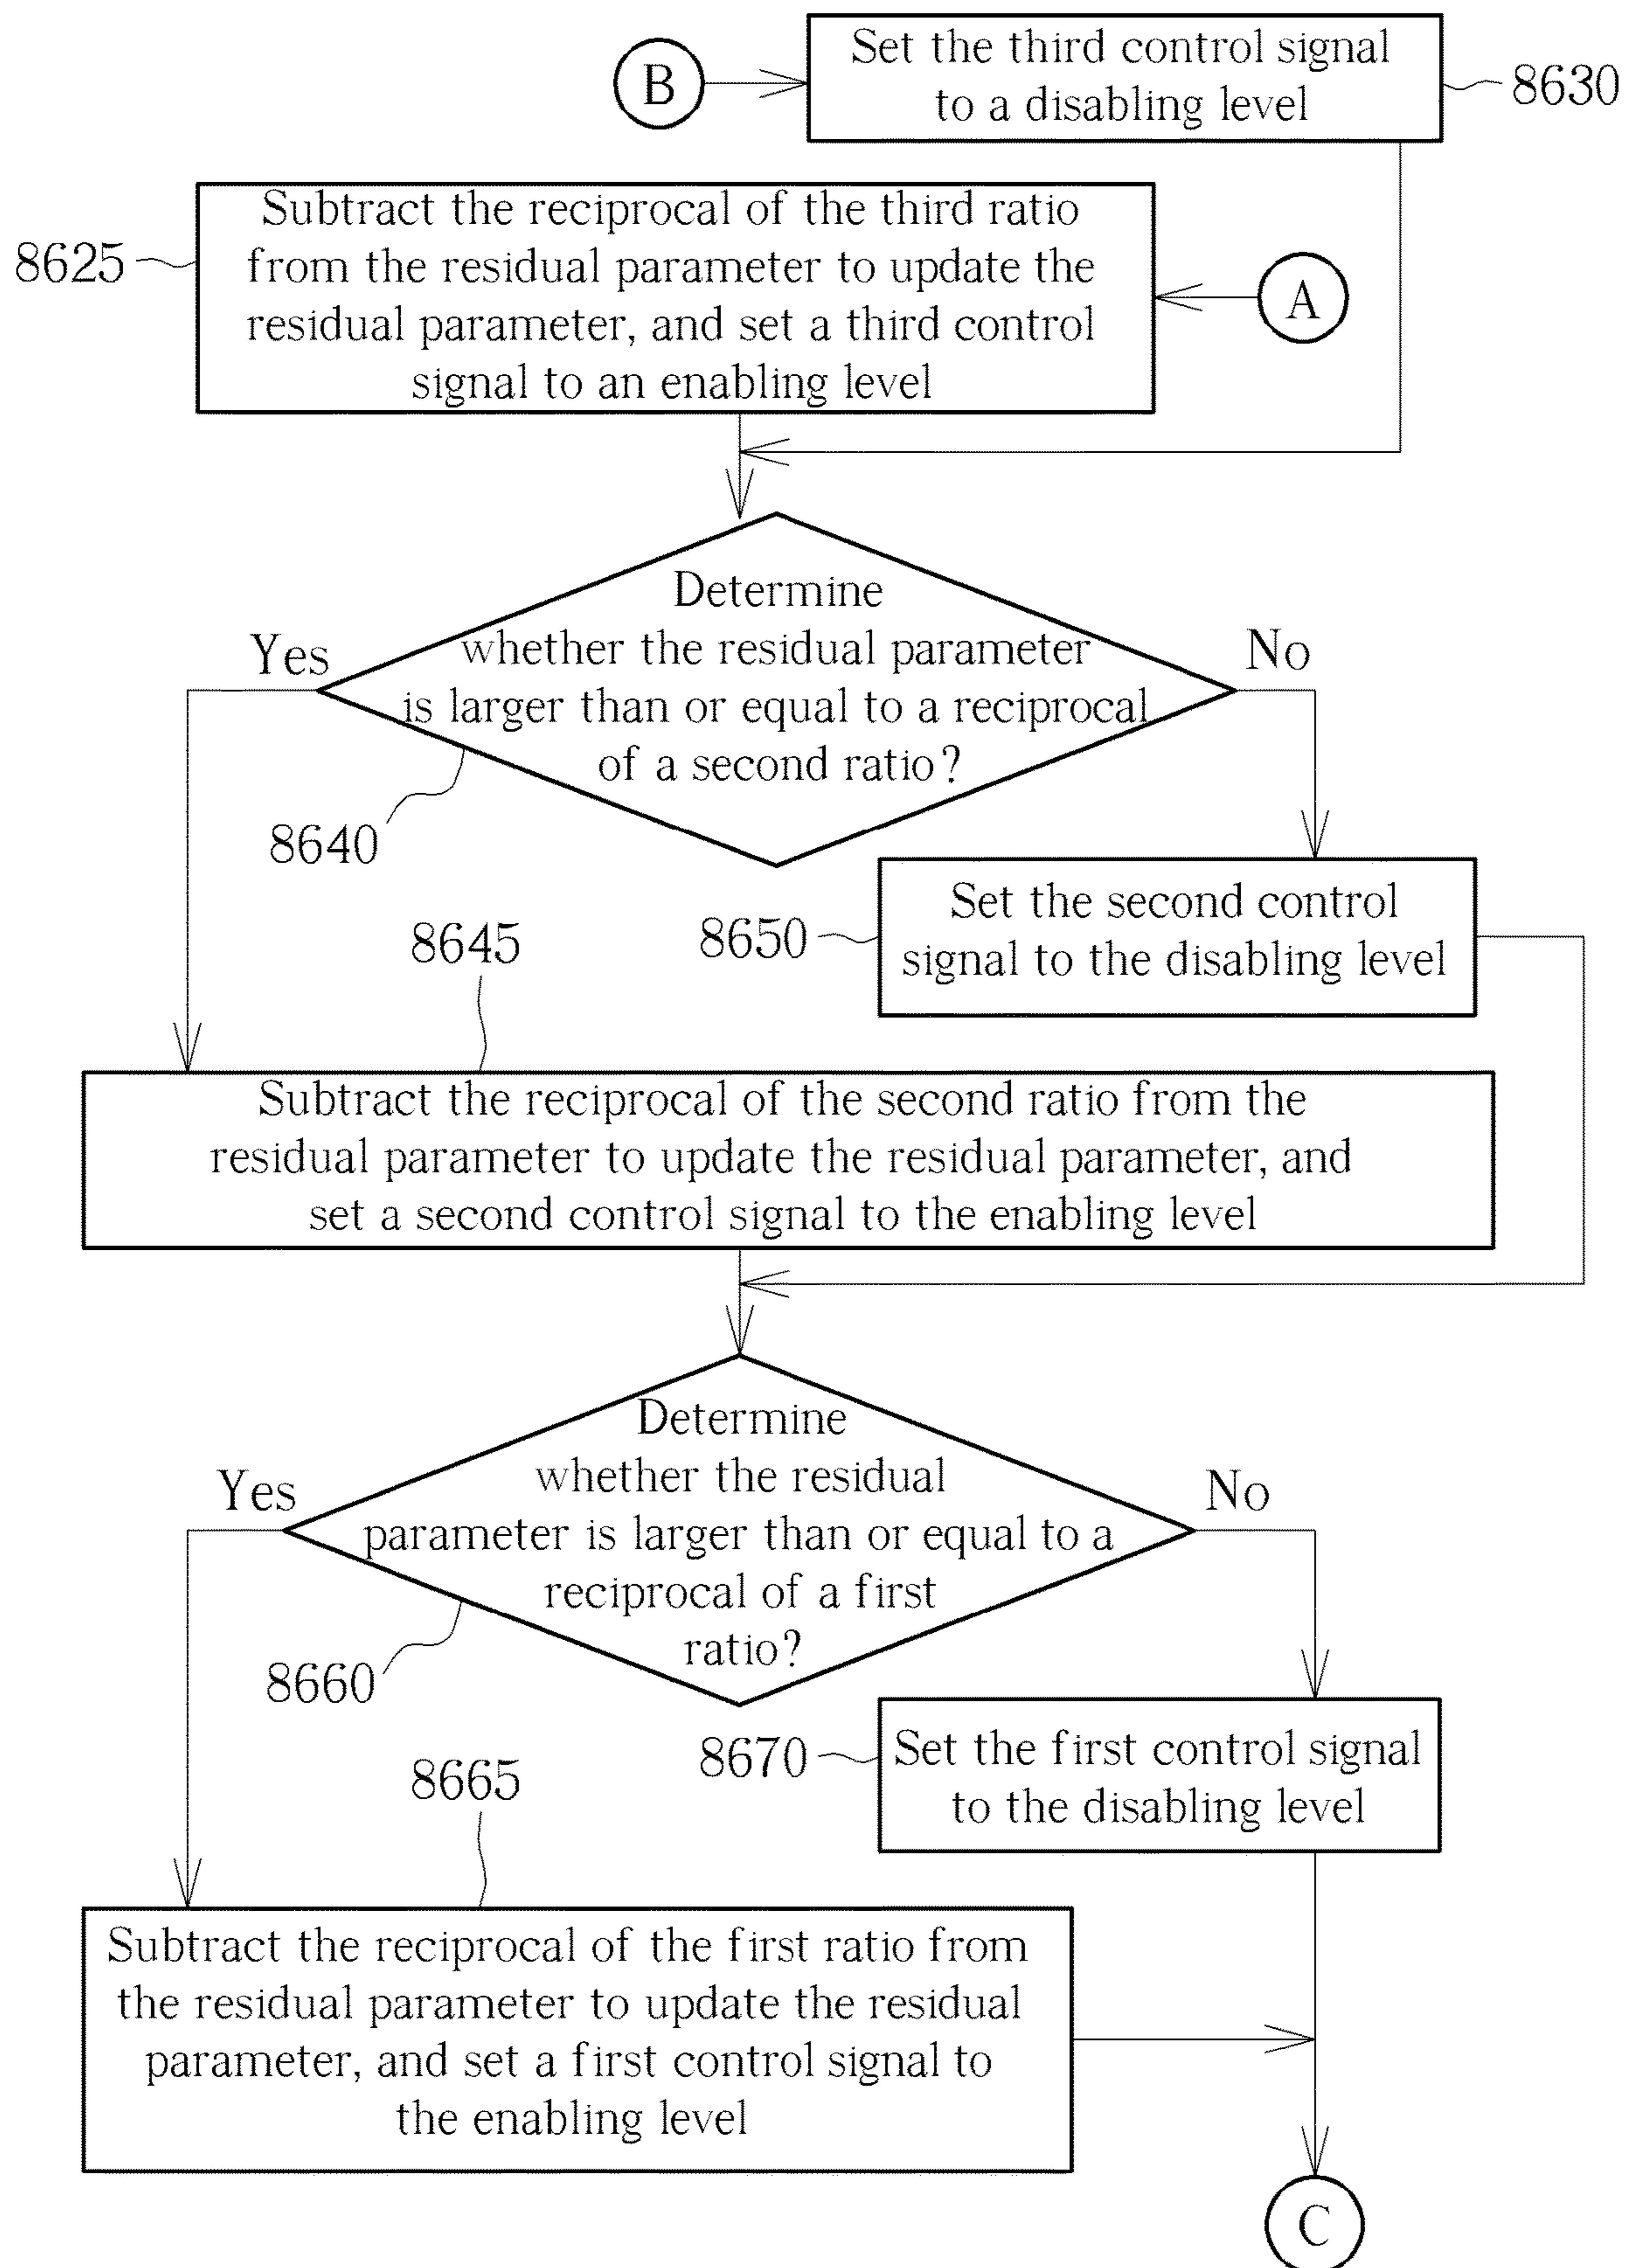 B
Set the third control signal
to a disabling level
8630
8625
Subtract the reciprocal of the third ratio
from the residual parameter to update the
residual parameter, and set a third control
signal to an enabling level
A
Determine
whether the residual parameter
is larger than or equal to a reciprocal
of a second ratio?
Yes
No
8640
8650
Set the second control
signal to the disabling level
8645
Subtract the reciprocal of the second ratio from the
residual parameter to update the residual parameter, and
set a second control signal to the enabling level
Determine
whether the residual
parameter is larger than or equal to a
reciprocal of a first
ratio?
Yes
No
8660
8670
Set the first control signal
to the disabling level
8665
Subtract the reciprocal of the first ratio from
the residual parameter to update the residual
parameter, and set a first control signal to
the enabling level
C